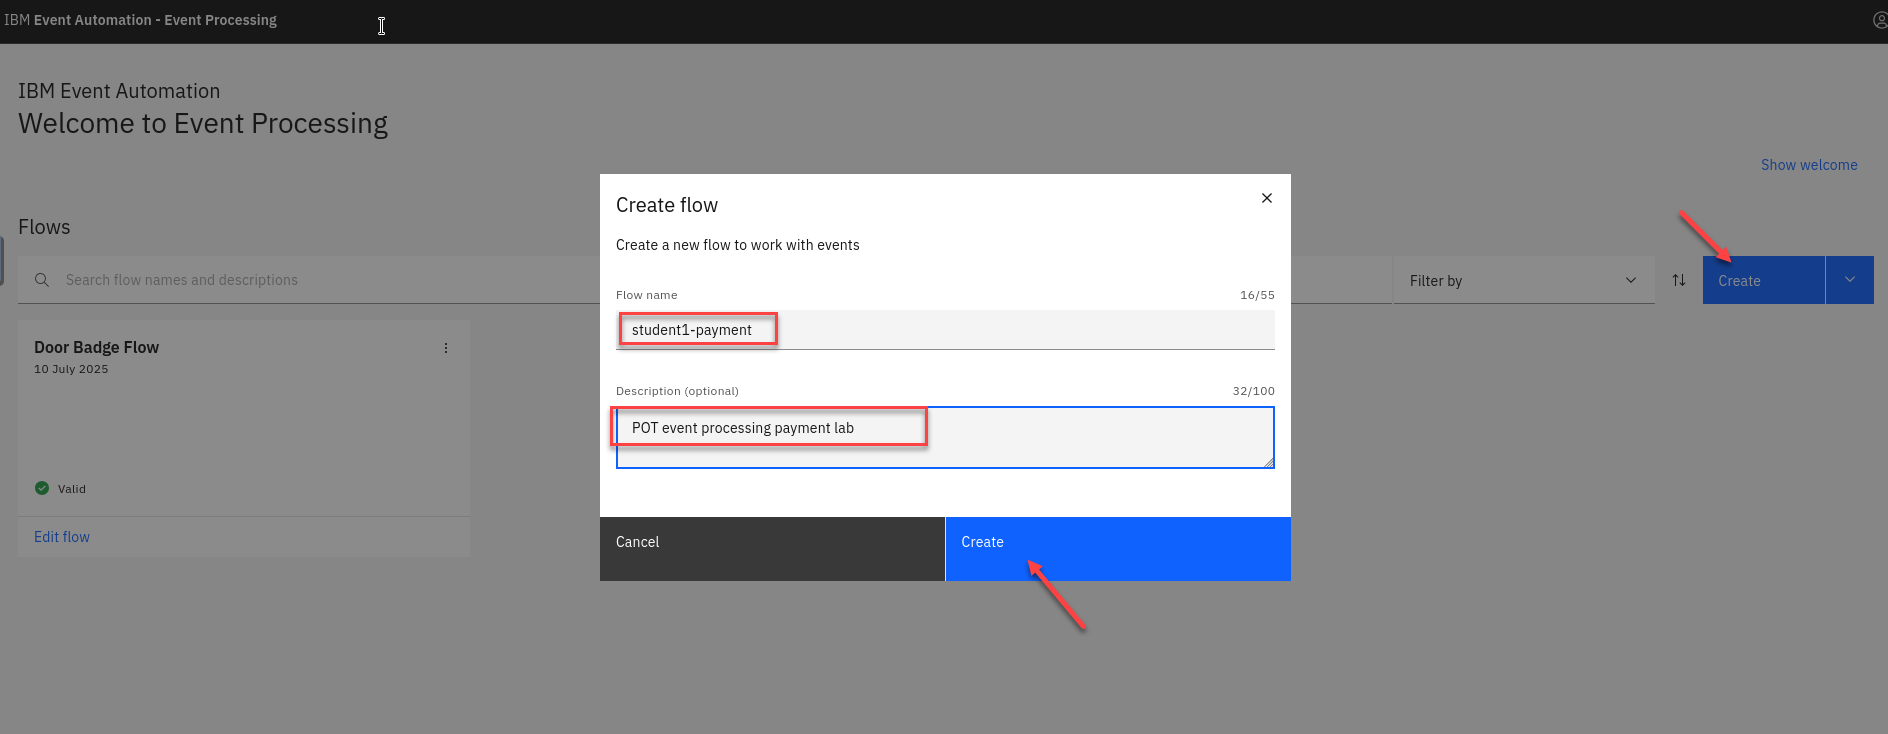 IBM Event Automation - Event Processing
IBM Event Automation
Welcome to Event Processing
Show welcome
Flows
Search flow names and descriptions
Filter by
Create
Door Badge Flow
10 July 2025
Valid
Edit flow
Create flow
Create a new flow to work with events
Flow name 16/55
student1-payment
Description (optional) 32/100
POT event processing payment lab
Cancel
Create